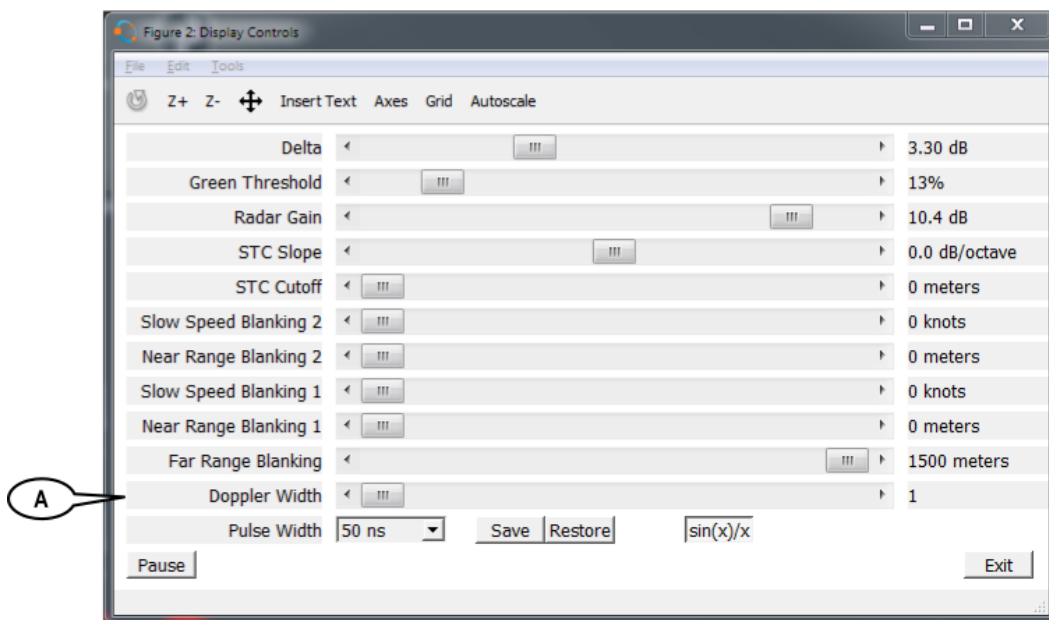 Figure 2: Display Controls
File Edit Tools
Z+ Z- Insert Text Axes Grid Autoscale
Delta 3.30 dB
Green Threshold 13%
Radar Gain 10.4 dB
STC Slope 0.0 dB/octave
STC Cutoff 0 meters
Slow Speed Blanking 2 0 knots
Near Range Blanking 2 0 meters
Slow Speed Blanking 1 0 knots
Near Range Blanking 1 0 meters
Far Range Blanking 1500 meters
A Doppler Width 1
Pulse Width 50 ns Save Restore sin(x)/x
Pause Exit